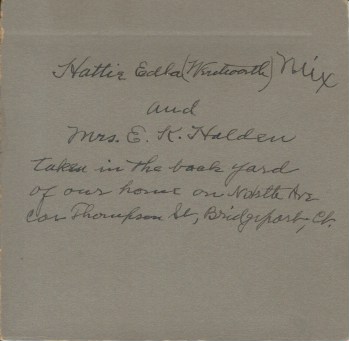 Hattie Edla (Wentworth) Mix
and
Mrs. E. K. Holden
taken in the back yard
of our home on North Ave
cor Thompson St, Bridgeport, Ct.